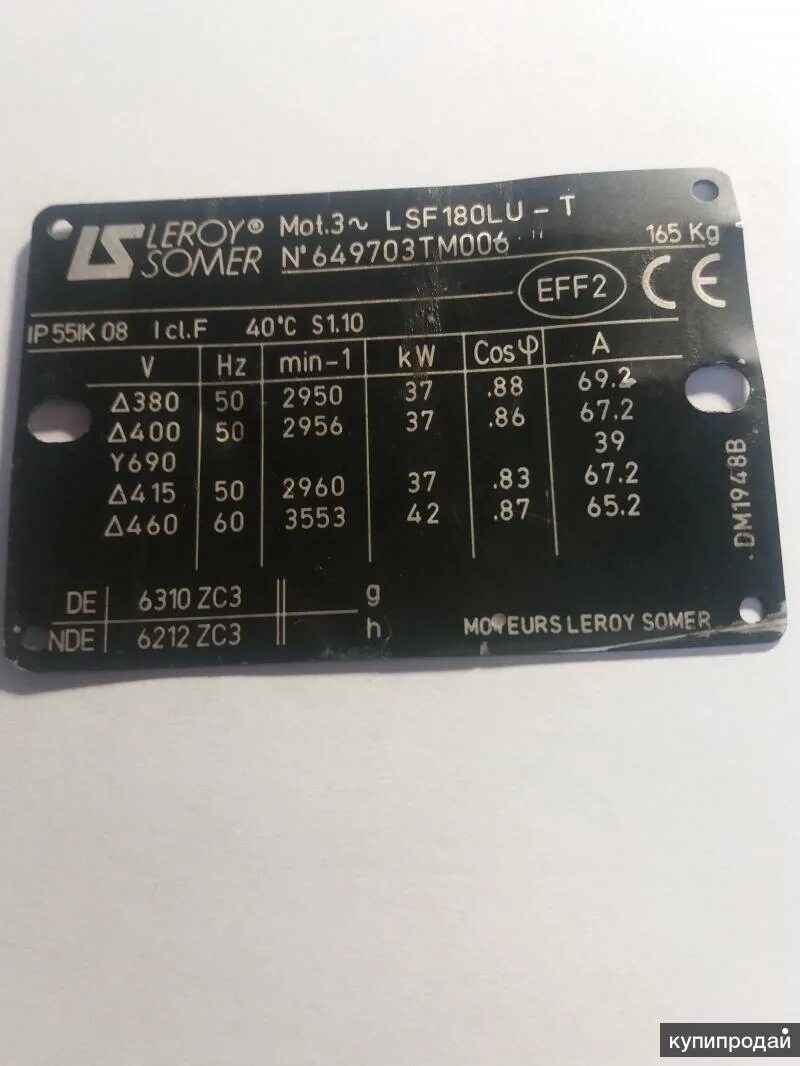 LEROY® SOMER Mot.3~ LSF180LU-T
N°649703TM006 165 Kg
EFF2 CE
IP 55IK 08 I cl.F 40°C S1.10
V Hz min-1 kW Cosφ A
Δ380 50 2950 37 .88 69.2
Δ400 50 2956 37 .86 67.2
Y690 39
Δ415 50 2960 37 .83 67.2
Δ460 60 3553 42 .87 65.2
DM1948B
DE 6310 ZC3 g
NDE 6212 ZC3 h
MOTEURS LEROY SOMER
купипродай